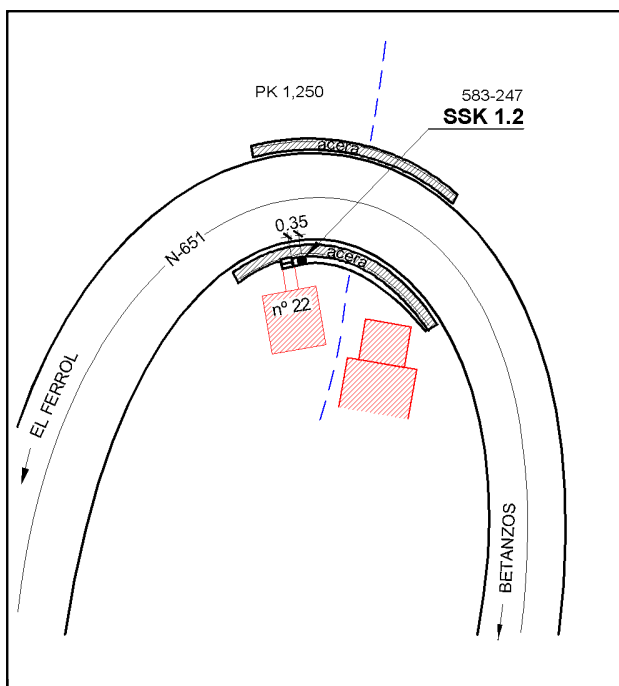 PK 1,250
583-247
SSK 1.2
acera
0.35
N-651
acera
nº 22
EL FERROL
BETANZOS